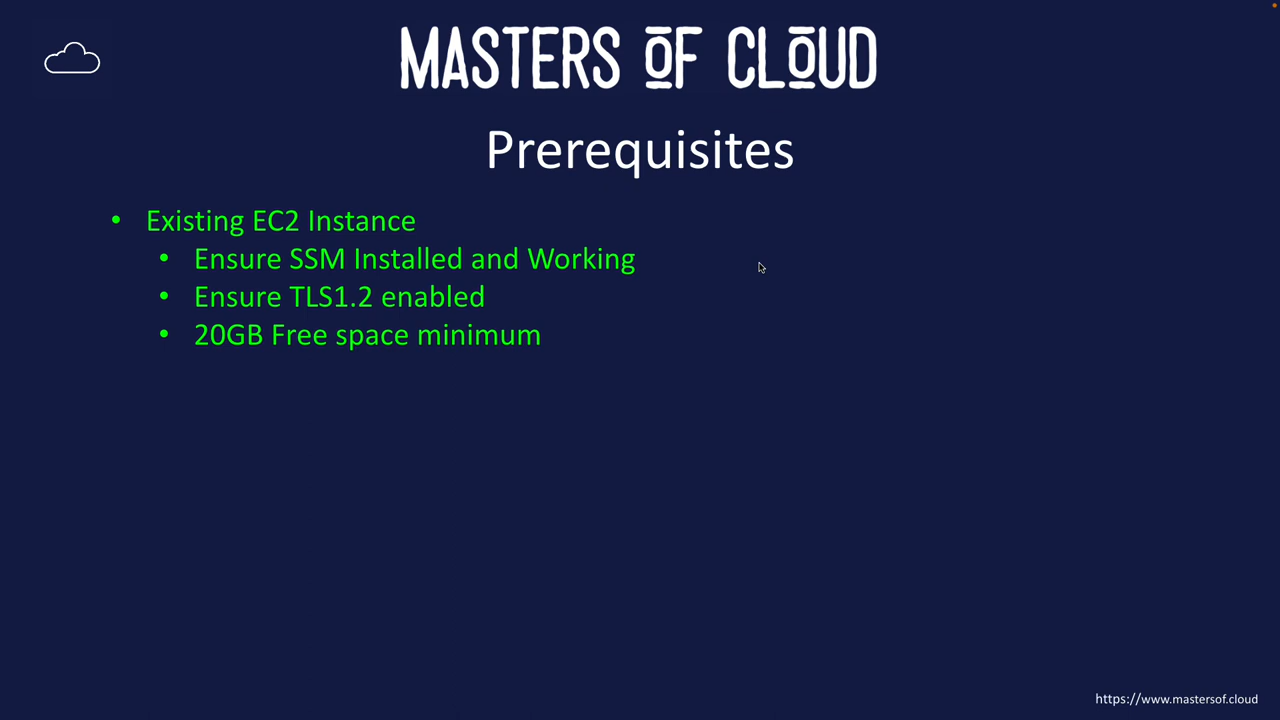 MASTERS OF CLOUD
Prerequisites
• Existing EC2 Instance
• Ensure SSM Installed and Working
• Ensure TLS1.2 enabled
• 20GB Free space minimum
https://www.mastersof.cloud